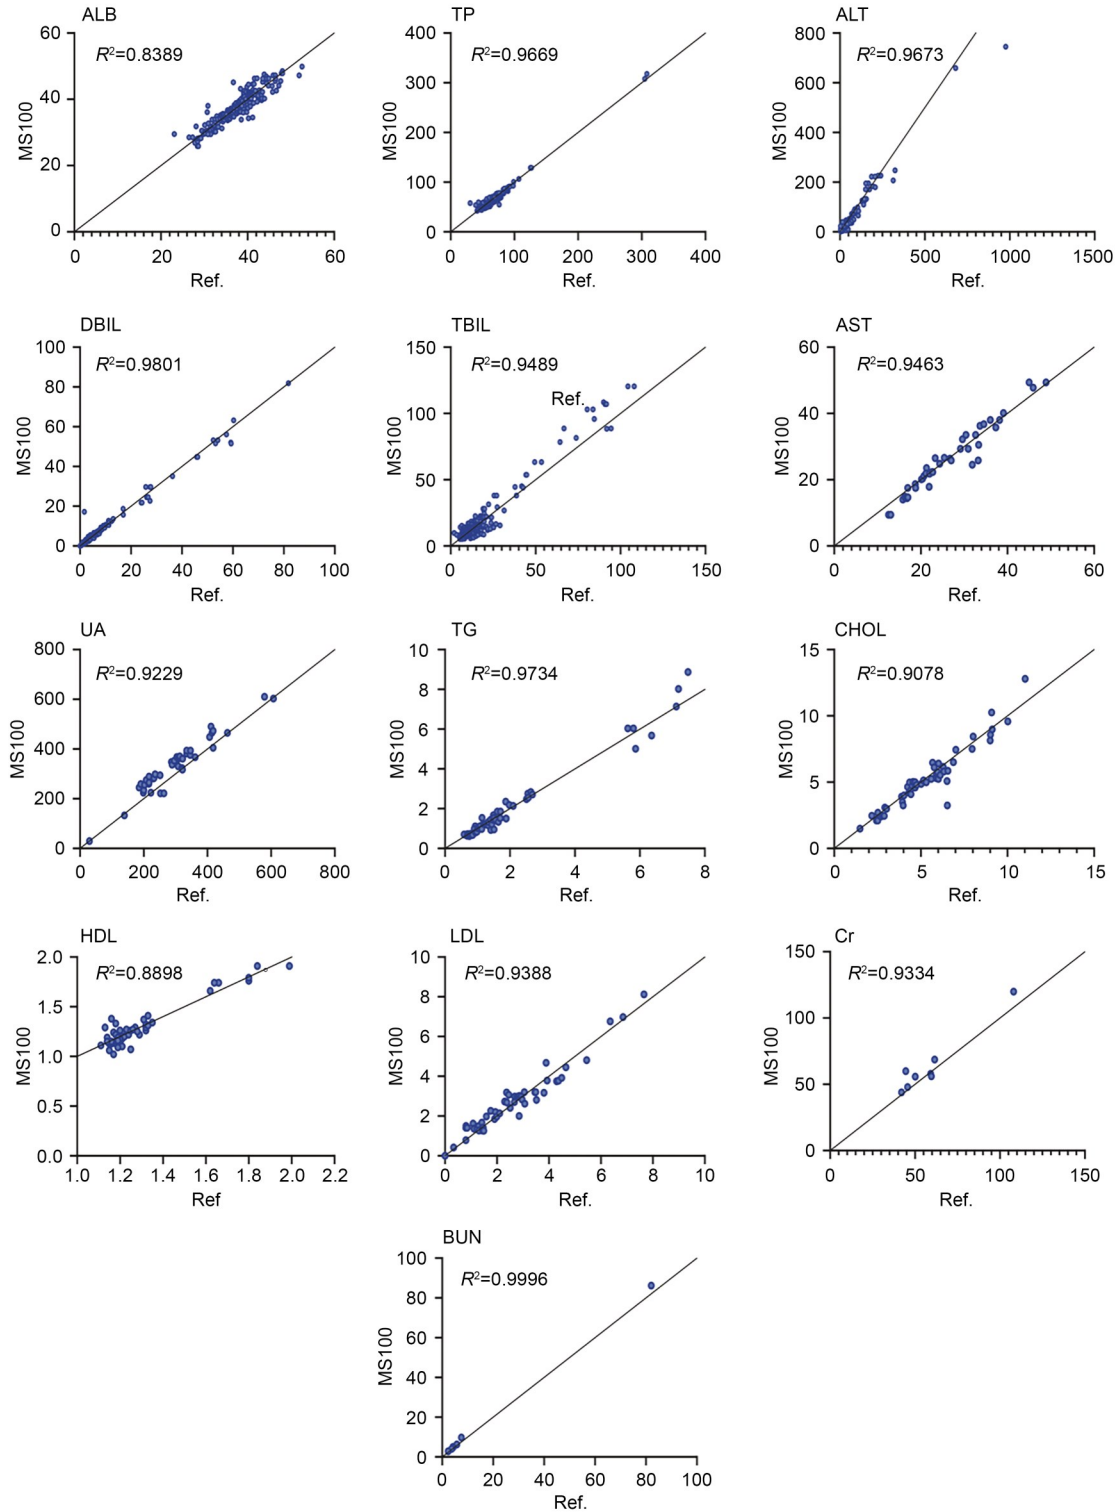 ALB
TP
ALT
R²=0.8389
R²=0.9669
R²=0.9673
60
40
20
0
MS100
0 20 40 60
Ref.
400
300
200
100
0
MS100
0 100 200 300 400
Ref.
800
600
400
200
0
MS100
0 500 1000 1500
Ref.
DBIL
TBIL
AST
R²=0.9801
R²=0.9489
R²=0.9463
100
80
60
40
20
0
MS100
0 20 40 60 80 100
Ref.
150
100
50
0
MS100
Ref.
0 50 100 150
Ref.
60
40
20
0
MS100
0 20 40 60
Ref.
UA
TG
CHOL
R²=0.9229
R²=0.9734
R²=0.9078
800
600
400
200
0
MS100
0 200 400 600 800
Ref.
10
8
6
4
2
0
MS100
0 2 4 6 8
Ref.
15
10
5
0
MS100
0 5 10 15
Ref.
HDL
LDL
Cr
R²=0.8898
R²=0.9388
R²=0.9334
2.0
1.5
1.0
0.5
0.0
MS100
1.0 1.2 1.4 1.6 1.8 2.0 2.2
Ref
10
8
6
4
2
0
MS100
0 2 4 6 8 10
Ref.
150
100
50
0
MS100
0 50 100 150
Ref.
BUN
R²=0.9996
100
80
60
40
20
0
MS100
0 20 40 60 80 100
Ref.